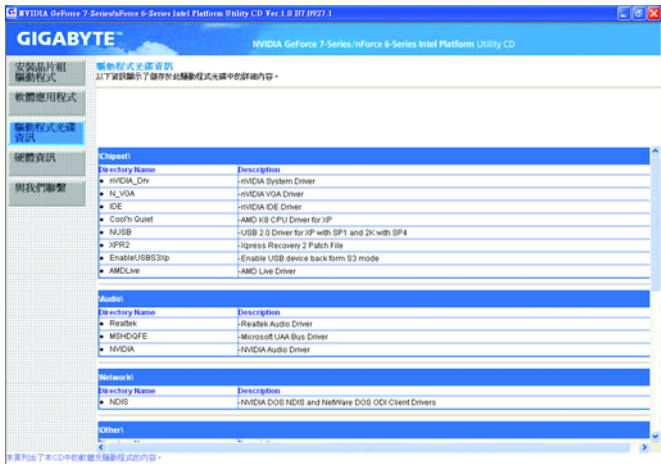 NVIDIA GeForce 7-Series/nForce 6-Series Intel Platform Utility CD Ver.1.0 B7.0927.1
GIGABYTE™
NVIDIA GeForce 7-Series/nForce 6-Series Intel Platform Utility CD
安裝晶片組
驅動程式
軟體應用程式
驅動程式光碟
資訊
硬體資訊
與我們聯繫
驅動程式光碟資訊
以下資訊顯示了儲存於此驅動程式光碟中的詳細內容。
\Chipset\
Directory Name Description
• nVIDIA_Drv -nVIDIA System Driver
• N_VGA -nVIDIA VGA Driver
• IDE -nVIDIA IDE Driver
• Cool'n Quiet -AMD K8 CPU Driver for XP
• NUSB -USB 2.0 Driver for XP with SP1 and 2K with SP4
• XPR2 -Xpress Recovery 2 Patch File
• EnableUSBS3Xp -Enable USB device back form S3 mode
• AMDLive -AMD Live Driver
\Audio\
Directory Name Description
• Realtek -Realtek Audio Driver
• MSHDQFE -Microsoft UAA Bus Driver
• NVIDIA -NVIDIA Audio Driver
\Network\
Directory Name Description
• NDIS -NVIDIA DOS NDIS and NetWare DOS ODI Client Drivers
\Other\
本頁列出了本CD中的軟體及驅動程式的內容。